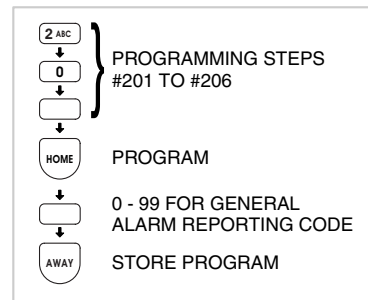 2 ABC
0
PROGRAMMING STEPS
#201 TO #206
HOME
PROGRAM
0 - 99 FOR GENERAL
ALARM REPORTING CODE
AWAY
STORE PROGRAM